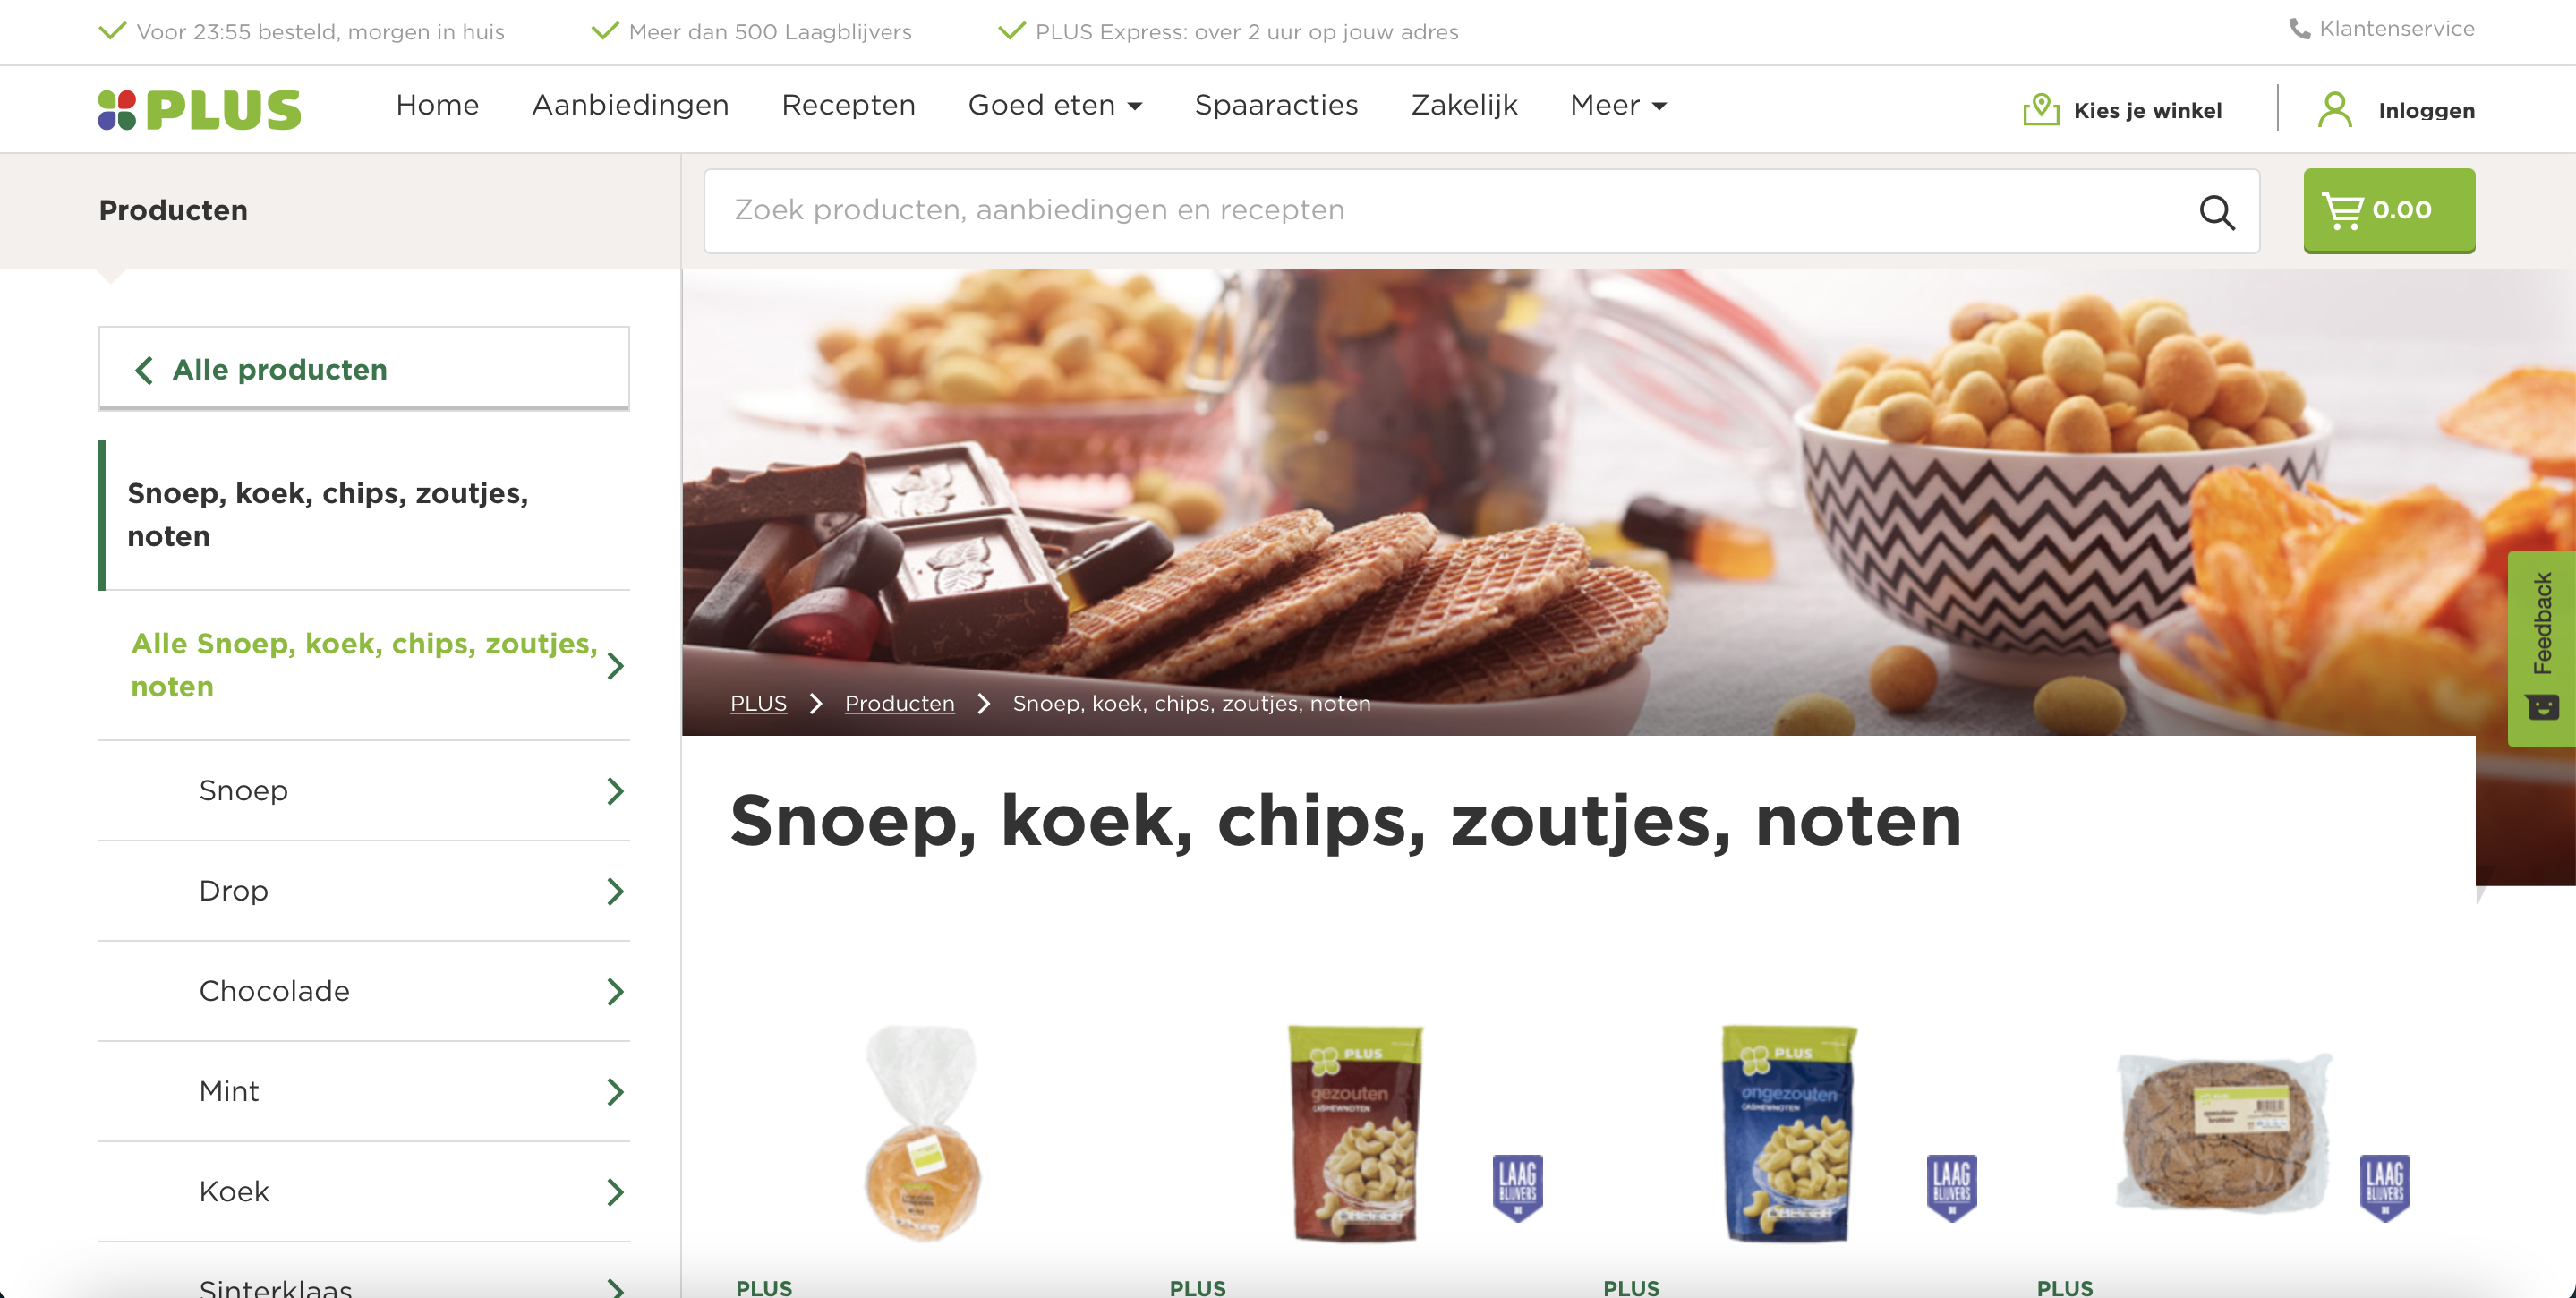 Voor 23:55 besteld, morgen in huis
Meer dan 500 Laagblijvers
PLUS Express: over 2 uur op jouw adres
Klantenservice
PLUS
Home
Aanbiedingen
Recepten
Goed eten
Spaaracties
Zakelijk
Meer
Kies je winkel
Inloggen
Producten
Zoek producten, aanbiedingen en recepten
0.00
Alle producten
Snoep, koek, chips, zoutjes,
noten
Alle Snoep, koek, chips, zoutjes,
noten
Snoep
Drop
Chocolade
Mint
Koek
Sinterklaas
Feedback
PLUS
Producten
Snoep, koek, chips, zoutjes, noten
Snoep, koek, chips, zoutjes, noten
PLUS
gezouten
CASHEWNOTEN
LAAG
BLIJVERS
PLUS
ongezouten
CASHEWNOTEN
LAAG
BLIJVERS
LAAG
BLIJVERS
PLUS
PLUS
PLUS
PLUS